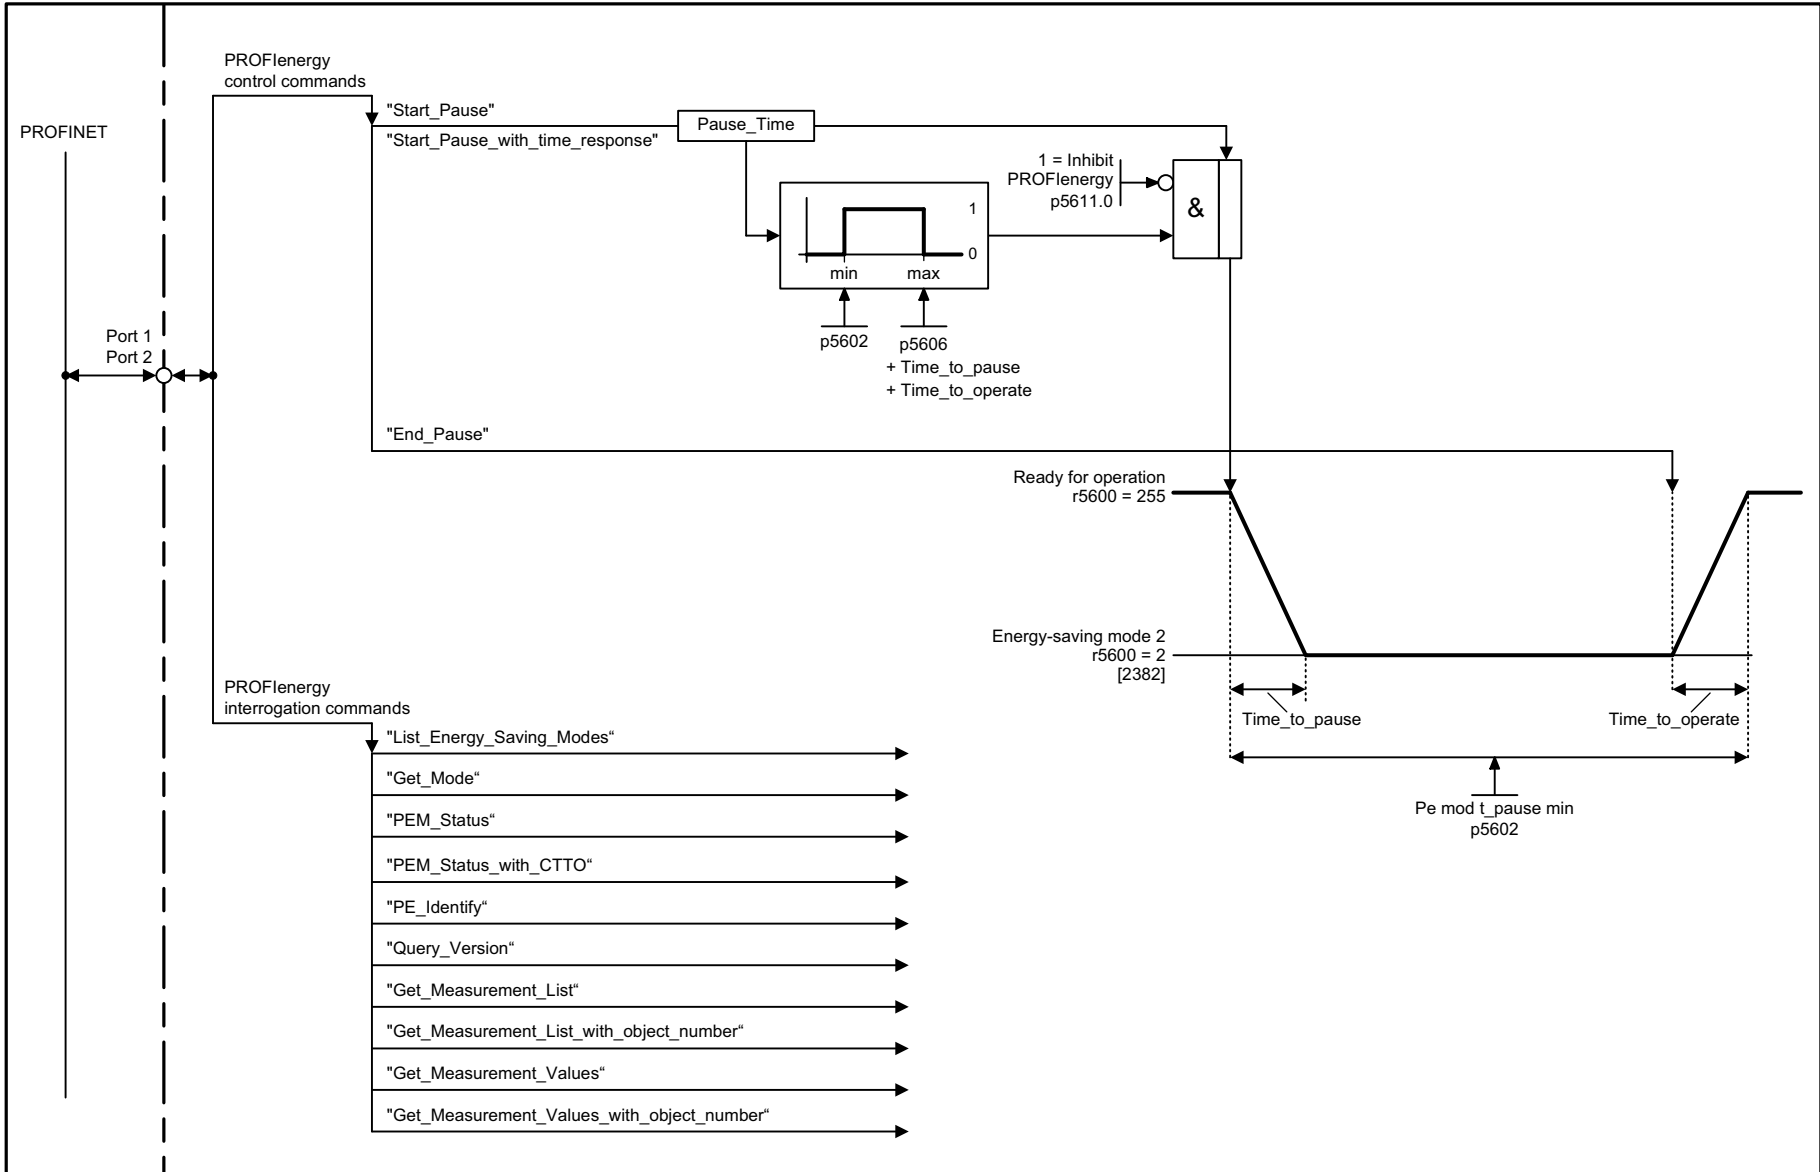 PROFINET
Port 1
Port 2
PROFIenergy
control commands
"Start_Pause"
"Start_Pause_with_time_response"
Pause_Time
1
0
min
max
p5602
p5606
+ Time_to_pause
+ Time_to_operate
1 = Inhibit
PROFIenergy
p5611.0
&
"End_Pause"
Ready for operation
r5600 = 255
Energy-saving mode 2
r5600 = 2
[2382]
Time_to_pause
Time_to_operate
Pe mod t_pause min
p5602
PROFIenergy
interrogation commands
"List_Energy_Saving_Modes“
"Get_Mode“
"PEM_Status“
"PEM_Status_with_CTTO“
"PE_Identify“
"Query_Version“
"Get_Measurement_List“
"Get_Measurement_List_with_object_number“
"Get_Measurement_Values“
"Get_Measurement_Values_with_object_number“